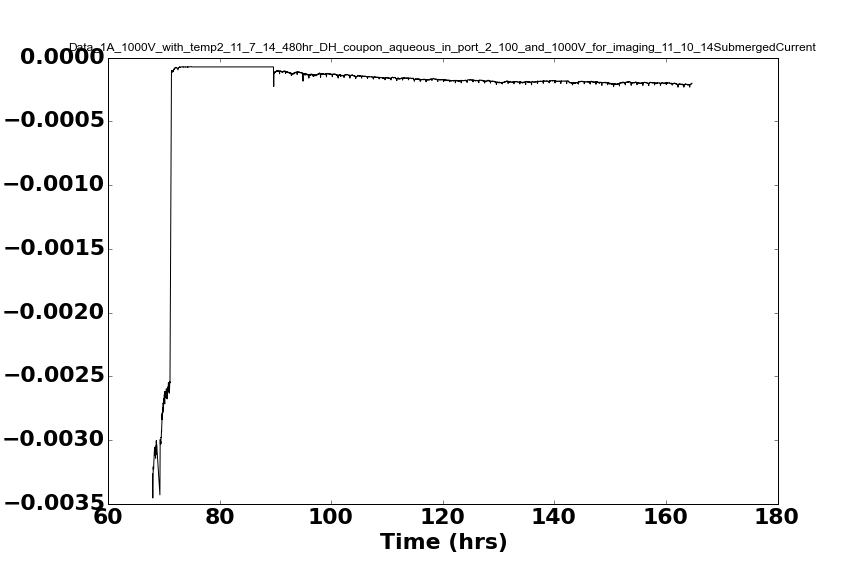 Data_1A_1000V_with_temp2_11_7_14_480hr_DH_coupon_aqueous_in_port_2_100_and_1000V_for_imaging_11_10_14SubmergedCurrent
0.0000
−0.0005
−0.0010
−0.0015
−0.0020
−0.0025
−0.0030
−0.0035
60 80 100 120 140 160 180
Time (hrs)